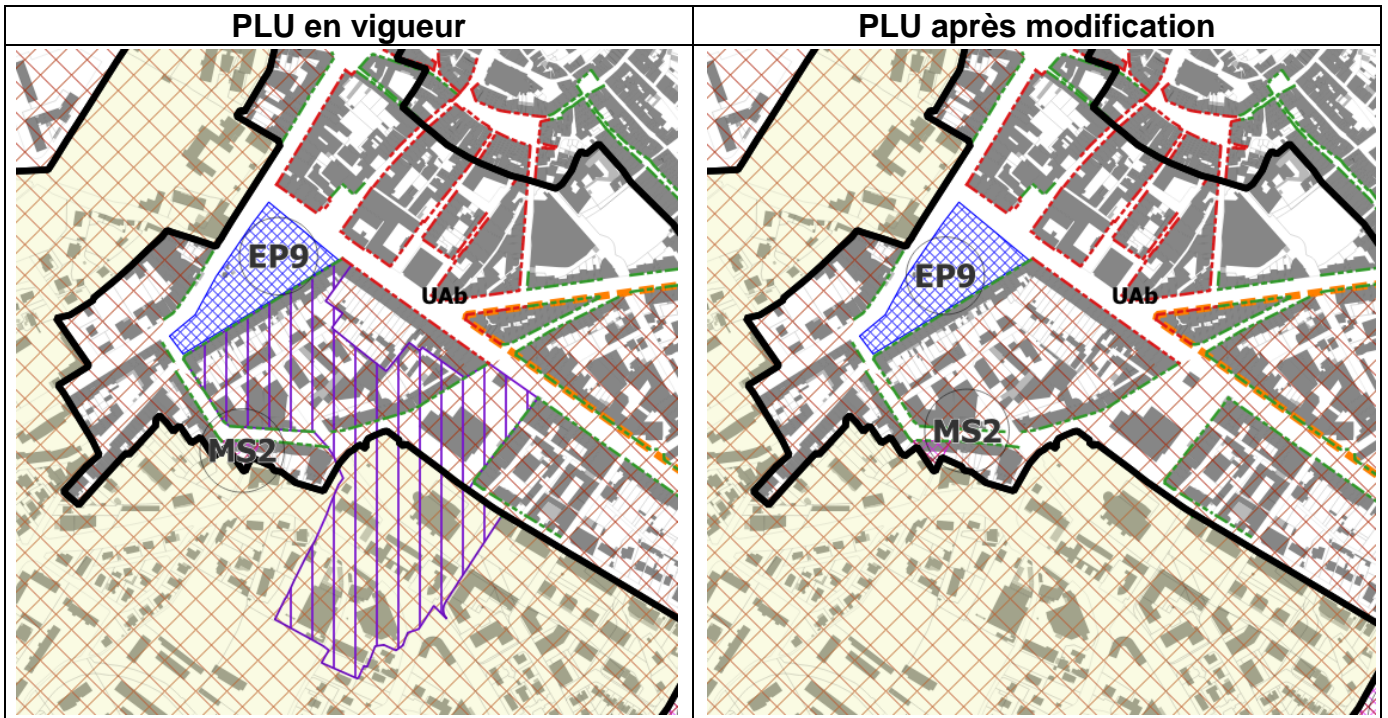 PLU en vigueur
PLU après modification
EP9
UAb
MS2
EP9
UAb
MS2